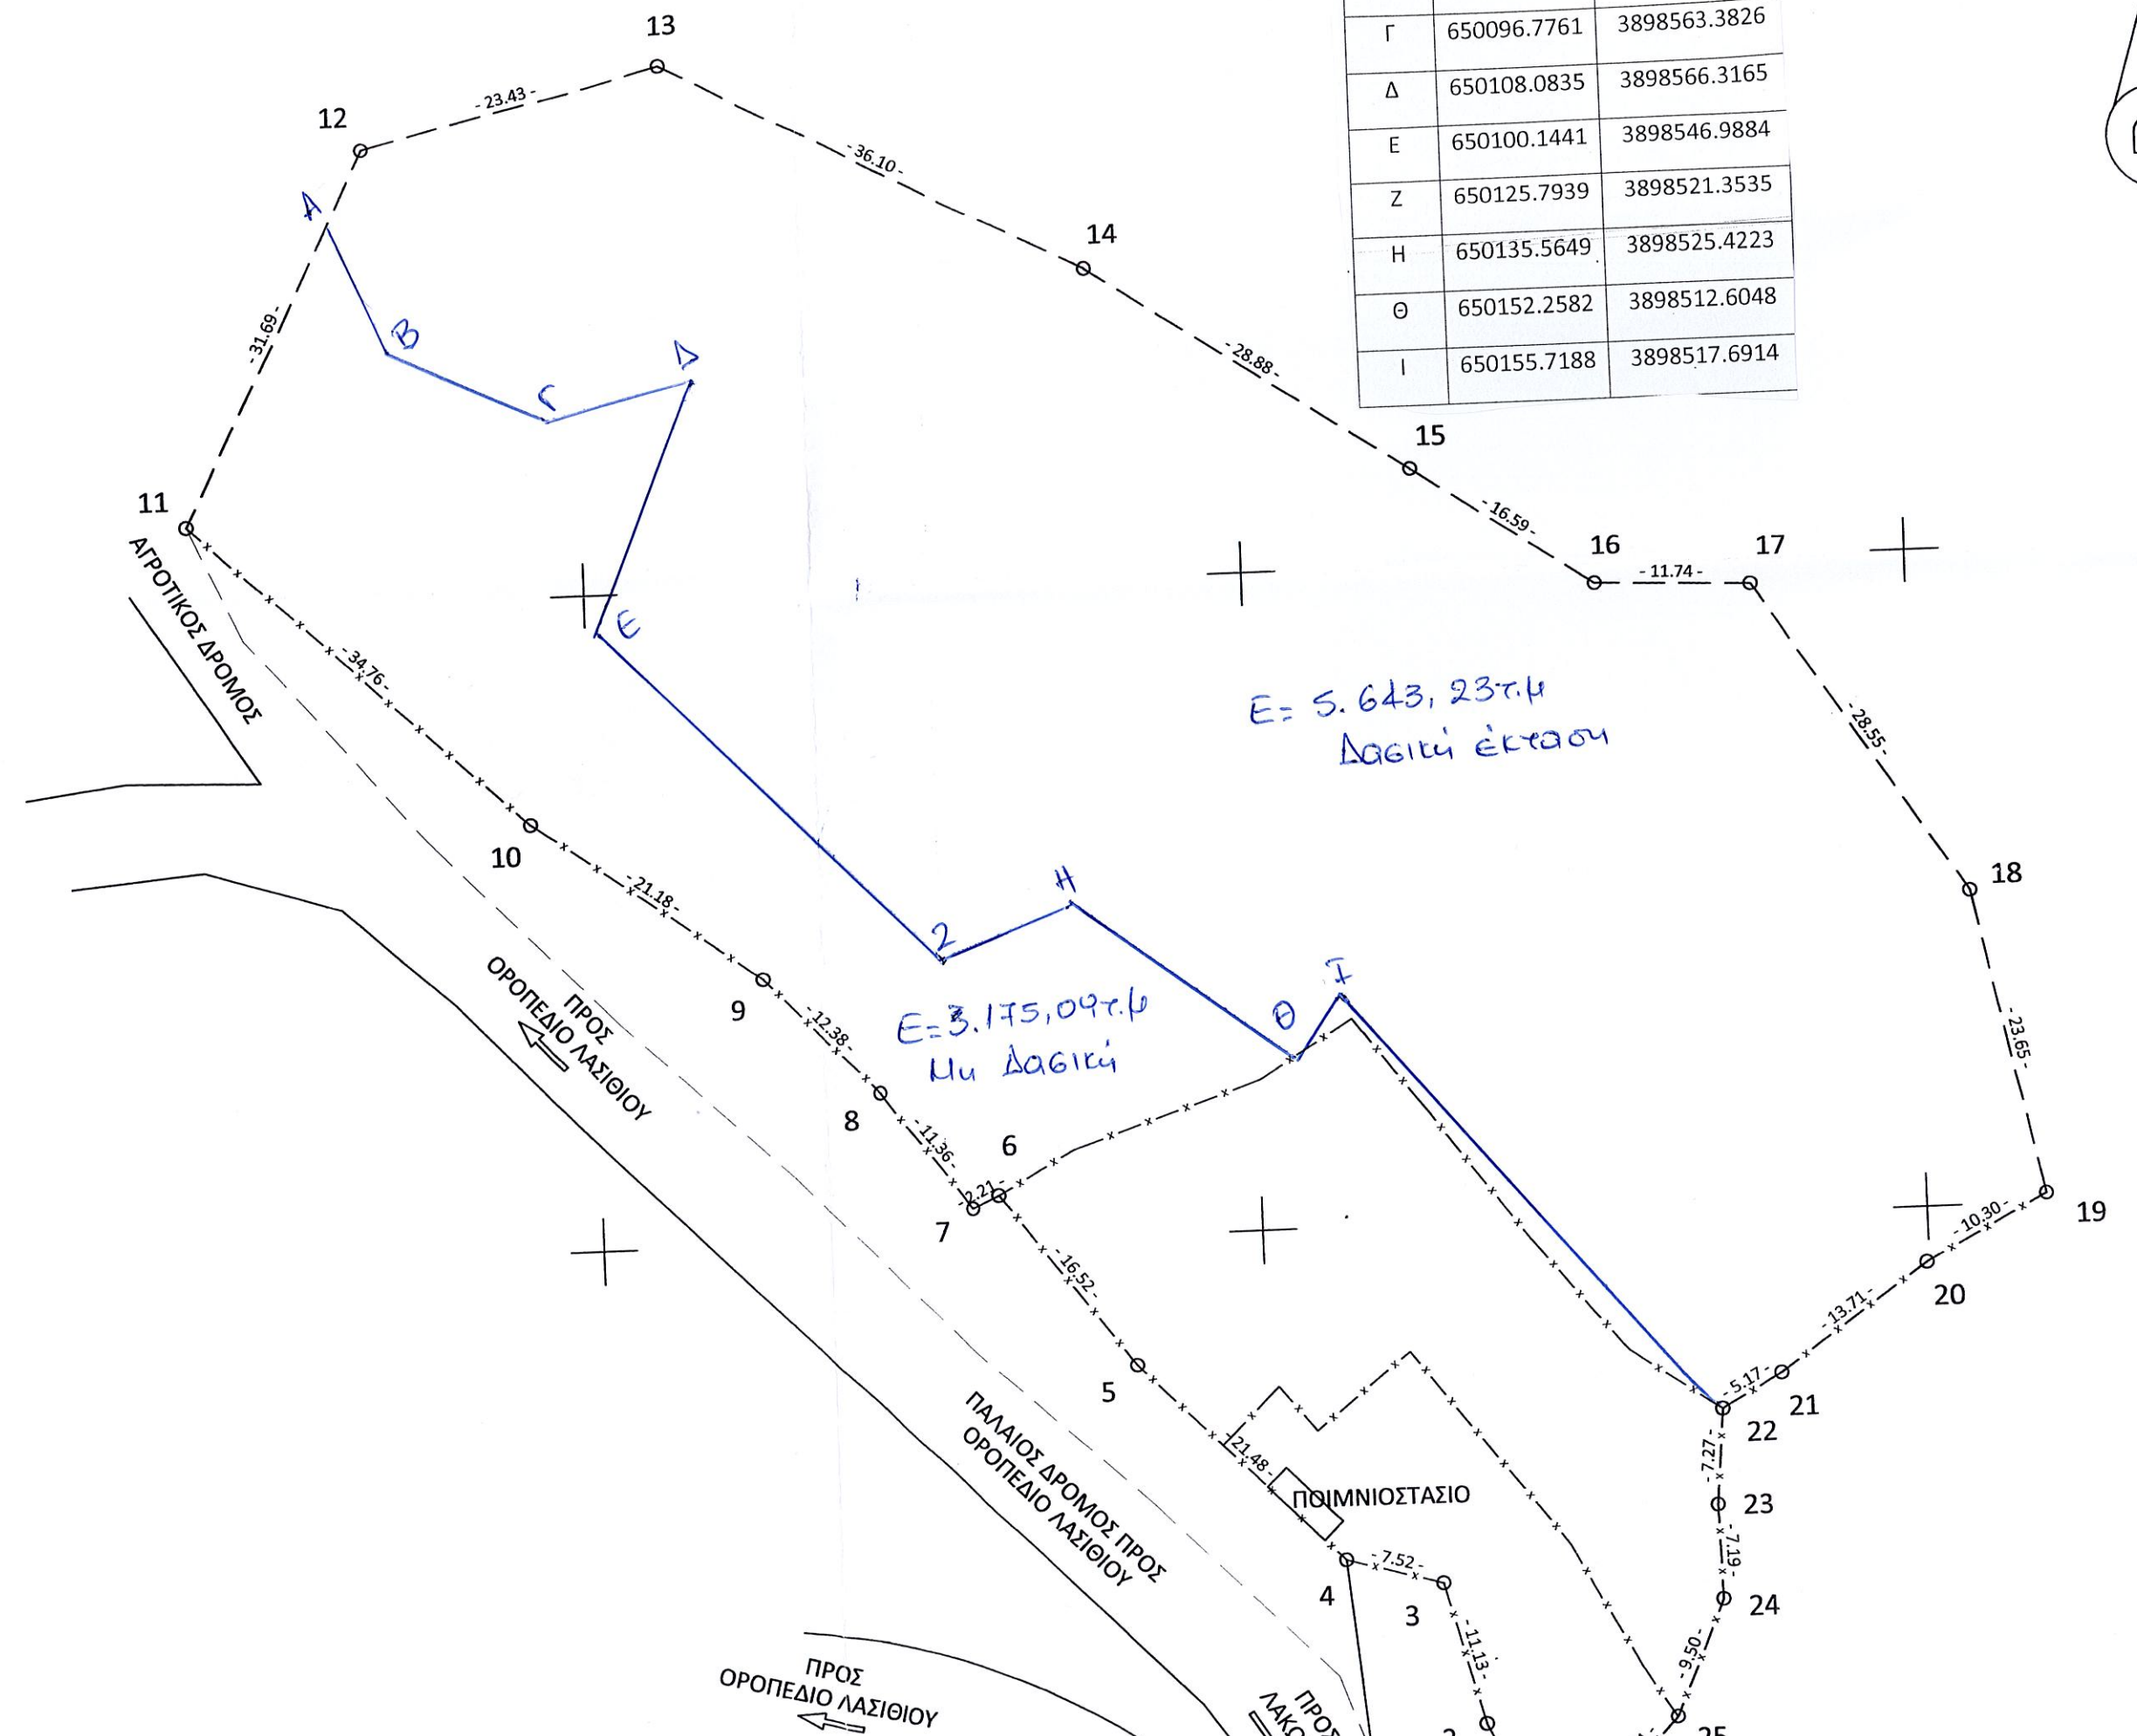 13
- 23.43 -
12
- 36.10 -
Α
14
- 31.69 -
Β
Γ
Δ
- 28.88 -
Γ 650096.7761 3898563.3826
Δ 650108.0835 3898566.3165
Ε 650100.1441 3898546.9884
Ζ 650125.7939 3898521.3535
Η 650135.5649 3898525.4223
Θ 650152.2582 3898512.6048
Ι 650155.7188 3898517.6914
15
- 16.59 -
11
16
- 11.74 -
17
ΑΓΡΟΤΙΚΟΣ ΔΡΟΜΟΣ
Ε
- 34.76 -
Ε= 5.643,23τ.μ
Δασική έκταση
- 28.55 -
10
- 21.18 -
Η
18
Ζ
9
ΠΡΟΣ
ΟΡΟΠΕΔΙΟ ΛΑΣΙΘΙΟΥ
- 12.38 -
Ε=3.175,09τ.μ
Μη Δασική
Θ
Ι
- 23.65 -
8
- 11.36 -
6
- 2.21 -
7
19
- 10.30 -
20
- 16.52 -
- 13.71 -
5
- 5.17 -
21
22
ΠΑΛΑΙΟΣ ΔΡΟΜΟΣ ΠΡΟΣ
ΟΡΟΠΕΔΙΟ ΛΑΣΙΘΙΟΥ
- 21.48 -
- 7.27 -
ΠΟΙΜΝΙΟΣΤΑΣΙΟ
23
- 7.19 -
- 7.52 -
4
3
24
- 11.13 -
- 9.50 -
ΠΡΟΣ
ΟΡΟΠΕΔΙΟ ΛΑΣΙΘΙΟΥ
ΠΡΟΣ
25